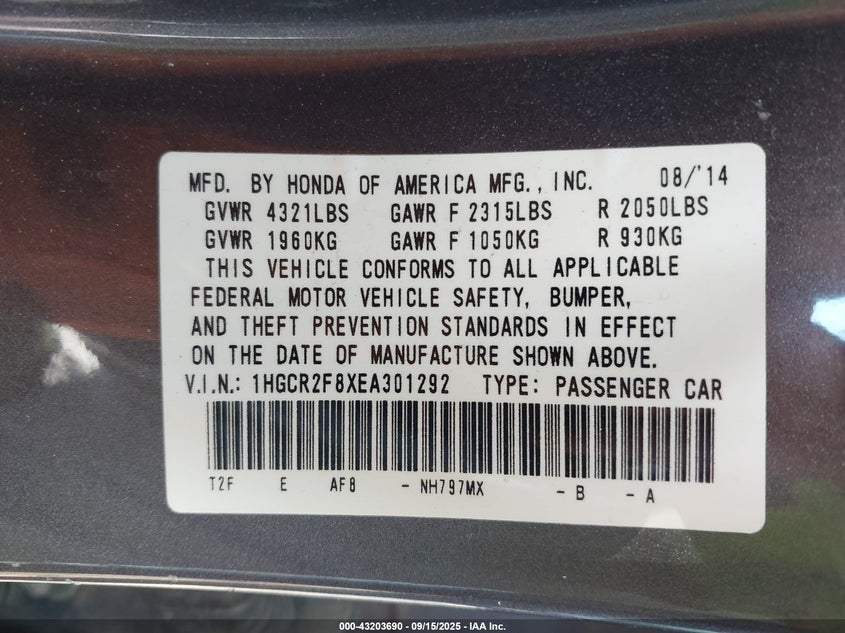 MFD. BY HONDA OF AMERICA MFG., INC. 08/'14
GVWR 4321LBS GAWR F 2315LBS R 2050LBS
GVWR 1960KG GAWR F 1050KG R 930KG
THIS VEHICLE CONFORMS TO ALL APPLICABLE
FEDERAL MOTOR VEHICLE SAFETY, BUMPER,
AND THEFT PREVENTION STANDARDS IN EFFECT
ON THE DATE OF MANUFACTURE SHOWN ABOVE.
V.I.N.: 1HGCR2F8XEA301292 TYPE: PASSENGER CAR
T2F E AF8 - NH797MX - B - A
000-43203690 - 09/15/2025 - IAA Inc.